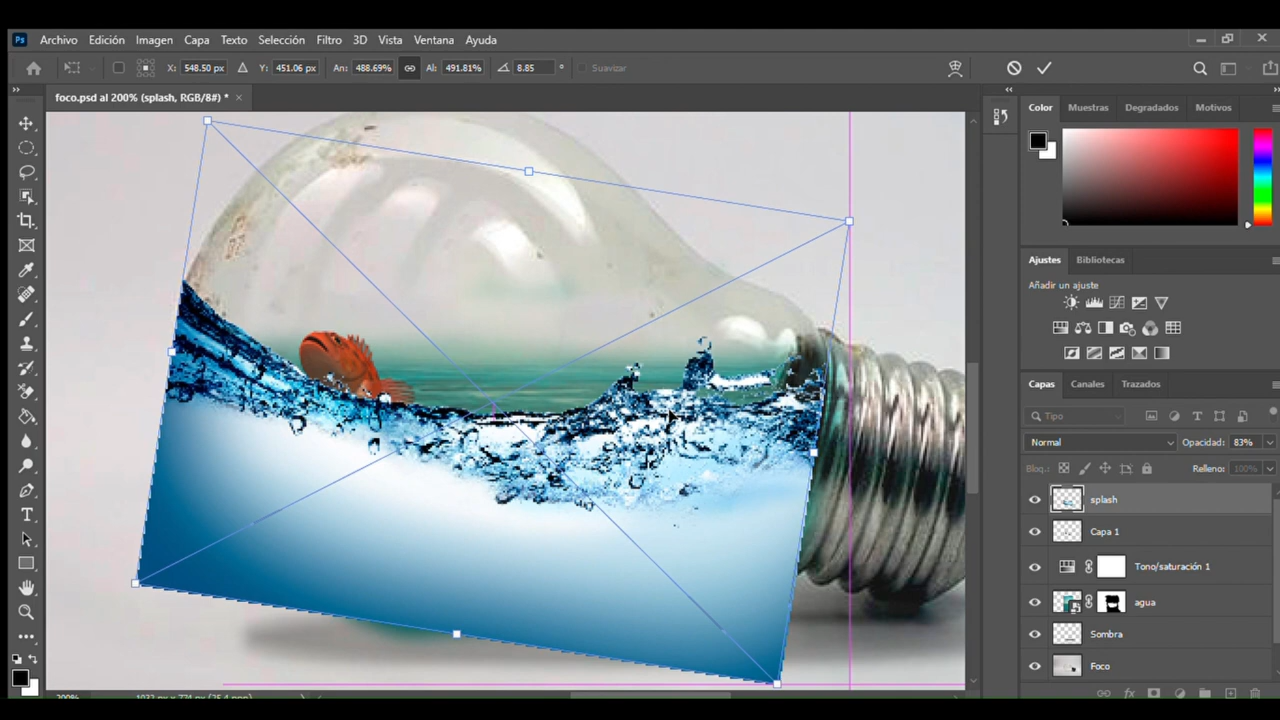 Ps Archivo Edición Imagen Capa Texto Selección Filtro 3D Vista Ventana Ayuda
X: 548.50 px Y: 451.06 px An: 488.69% Al: 491.81% 8.85 ° Suavizar
foco.psd al 200% (splash, RGB/8#) * ×
Color Muestras Degradados Motivos
Ajustes Bibliotecas
Añadir un ajuste
Capas Canales Trazados
Tipo
Normal Opacidad: 83%
Bloq.: Relleno: 100%
splash
Capa 1
Tono/saturación 1
agua
Sombra
Foco